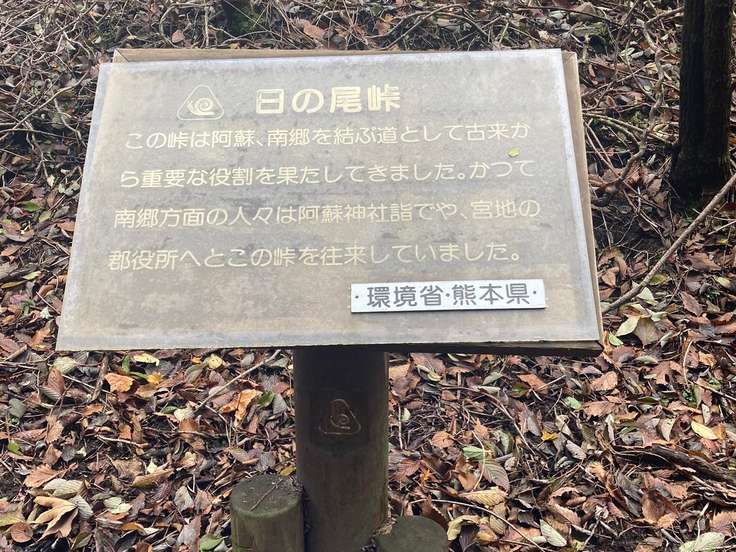 日の尾峠
この峠は阿蘇、南郷を結ぶ道として古来か
ら重要な役割を果たしてきました。かつて
南郷方面の人々は阿蘇神社詣でや、宮地の
郡役所へとこの峠を往来していました。
・環境省・熊本県・